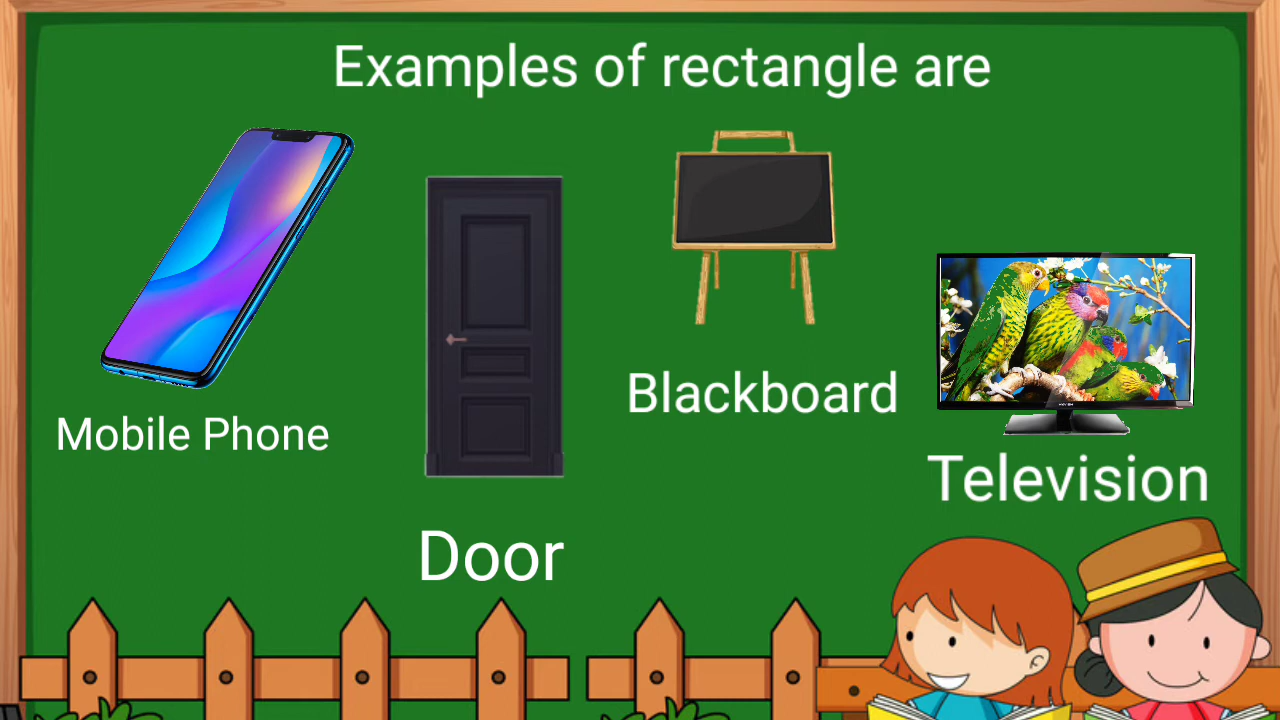 Examples of rectangle are
Mobile Phone
Door
Blackboard
Television